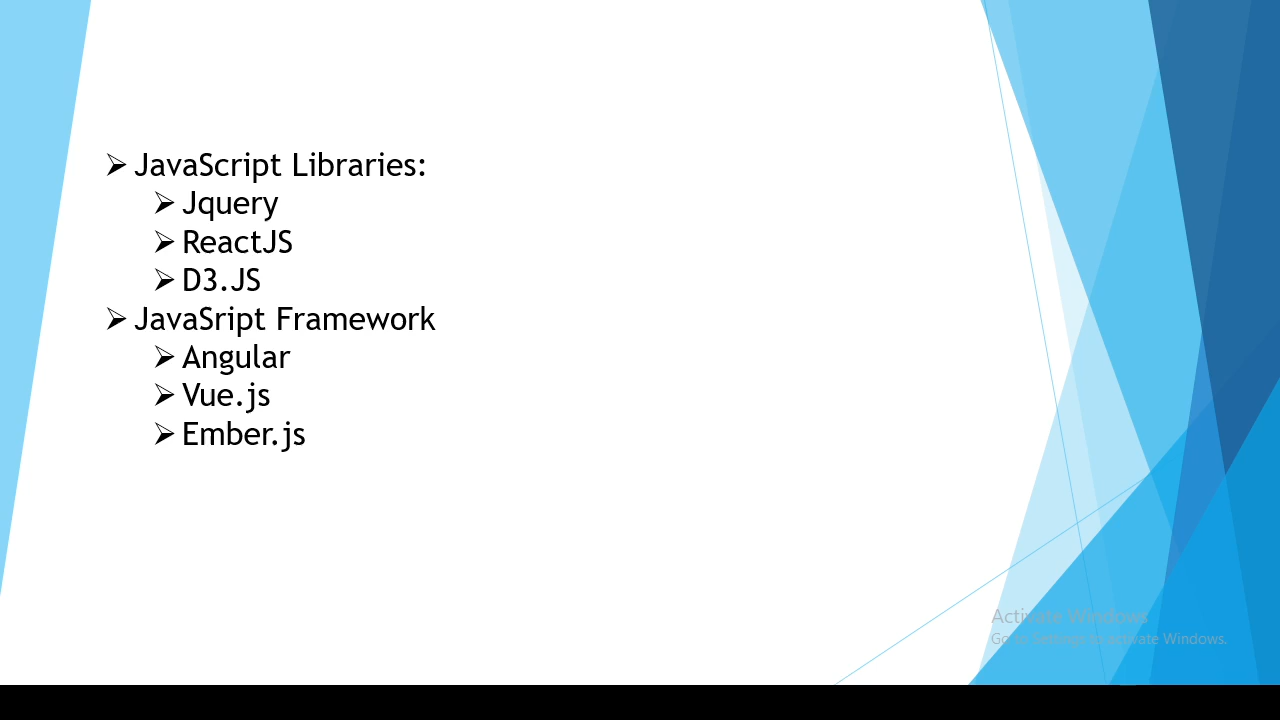 JavaScript Libraries:
Jquery
ReactJS
D3.JS
JavaSript Framework
Angular
Vue.js
Ember.js
Activate Windows
Go to Settings to activate Windows.